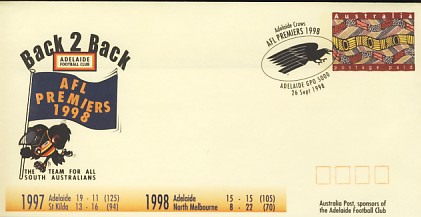 Back 2 Back
ADELAIDE
FOOTBALL CLUB
AFL
PREMIERS
1998
THE TEAM FOR ALL
SOUTH AUSTRALIANS
Adelaide Crows
AFL PREMIERS 1998
ADELAIDE GPO 5000
26 Sept 1998
Australia
postage paid
1997 Adelaide 19 - 11 (125)
St Kilda 13 - 16 (94)
1998 Adelaide 15 - 15 (105)
North Melbourne 8 - 22 (70)
Australia Post, sponsors of
the Adelaide Football Club